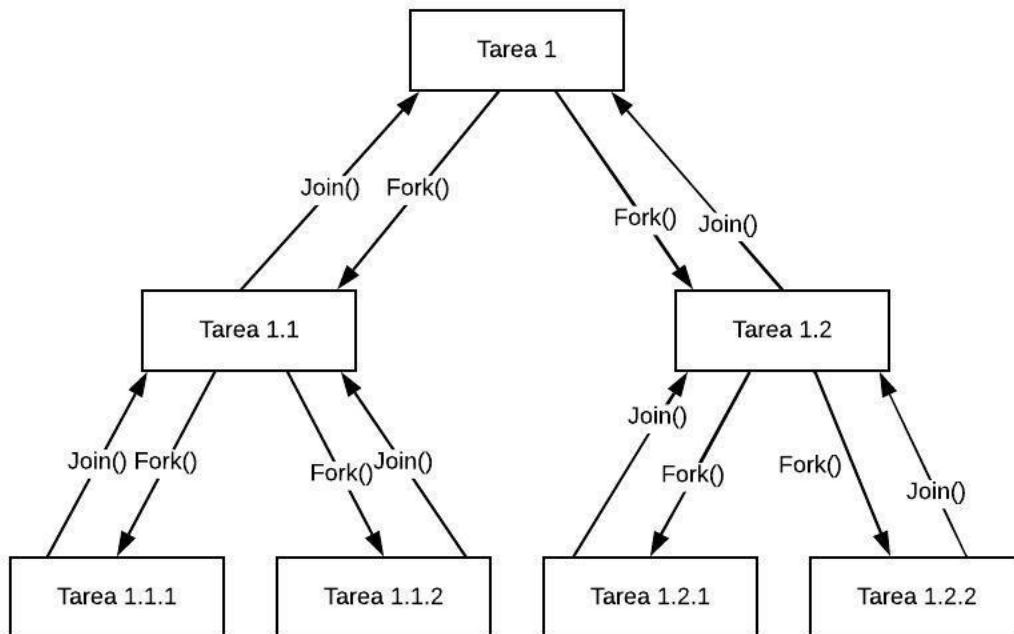 Tarea 1
Join() Fork()
Fork() Join()
Tarea 1.1
Tarea 1.2
Join() Fork()
Fork() Join()
Join()
Fork()
Fork()
Join()
Tarea 1.1.1
Tarea 1.1.2
Tarea 1.2.1
Tarea 1.2.2